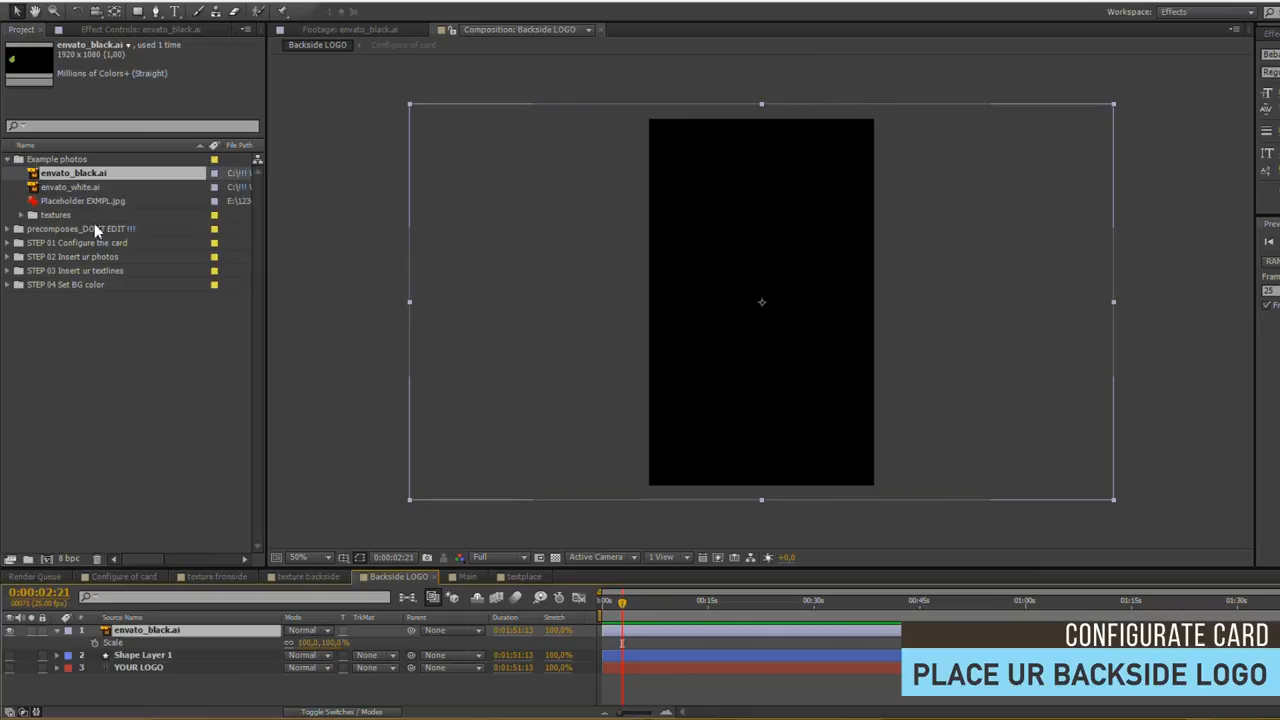 Workspace: Effects
Project
Effect Controls: envato_black.ai
Footage: envato_black.ai
Composition: Backside LOGO
envato_black.ai , used 1 time
1920 x 1080 (1,00)
Millions of Colors+ (Straight)
Backside LOGO
Configure of card
Name
File Path
Example photos
envato_black.ai
C:\!!!
envato_white.ai
C:\!!!
Placeholder EXMPL.jpg
E:\123
textures
precomposes_DONT EDIT !!!
STEP 01 Configure the card
STEP 02 Insert ur photos
STEP 03 Insert ur textlines
STEP 04 Set BG color
8 bpc
50%
0:00:02:21
Full
Active Camera
1 View
+0,0
Render Queue
Configure of card
texture fronside
texture backside
Backside LOGO
Main
textplace
0:00:02:21
00071 (25.00 fps)
00s
00:15s
00:30s
00:45s
01:00s
01:15s
01:30s
#
Source Name
Mode
T
TrkMat
Parent
Duration
Stretch
1
envato_black.ai
Normal
None
0:01:51:13
100,0%
Scale
100,0,100,0%
2
Shape Layer 1
Normal
None
None
0:01:51:13
100,0%
3
YOUR LOGO
Normal
None
None
0:01:51:13
100,0%
Toggle Switches / Modes
CONFIGURATE CARD
PLACE UR BACKSIDE LOGO